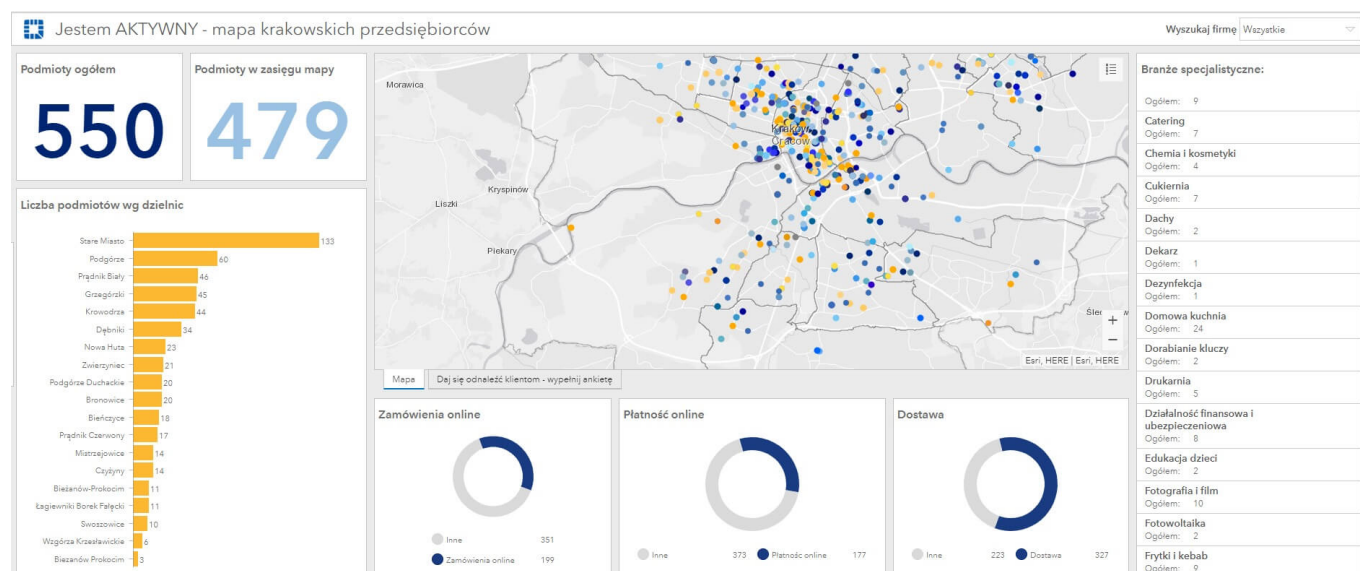 Jestem AKTYWNY - mapa krakowskich przedsiębiorców
Wyszukaj firmę Wszystkie
Podmioty ogółem
550
Podmioty w zasięgu mapy
479
Liczba podmiotów wg dzielnic
Stare Miasto 133
Podgórze 60
Prądnik Biały 46
Grzegórzki 45
Krowodrza 44
Dębniki 34
Nowa Huta 23
Zwierzyniec 21
Podgórze Duchackie 20
Bronowice 20
Bieńczyce 18
Prądnik Czerwony 17
Mistrzejowice 14
Czyżyny 14
Bieżanów-Prokocim 11
Łagiewniki Borek Fałęcki 11
Swoszowice 10
Wzgórza Krzesławickie 6
Biezanów Prokocim 3
Morawica
Kraków
Cracow
Kryspinów
Liszki
Piekary
+
−
Esri, HERE | Esri, HERE
Mapa
Daj się odnaleźć klientom - wypełnij ankietę
Zamówienia online
Inne 351
Zamówienia online 199
Płatność online
Inne 373 Płatnośc online 177
Dostawa
Inne 223 Dostawa 327
Branże specjalistyczne:
Ogółem: 9
Catering
Ogółem: 7
Chemia i kosmetyki
Ogółem: 4
Cukiernia
Ogółem: 7
Dachy
Ogółem: 2
Dekarz
Ogółem: 1
Dezynfekcja
Ogółem: 1
Domowa kuchnia
Ogółem: 24
Dorabianie kluczy
Ogółem: 2
Drukarnia
Ogółem: 5
Działalność finansowa i
ubezpieczeniowa
Ogółem: 8
Edukacja dzieci
Ogółem: 2
Fotografia i film
Ogółem: 10
Fotowoltaika
Ogółem: 2
Frytki i kebab
Ogółem: 9